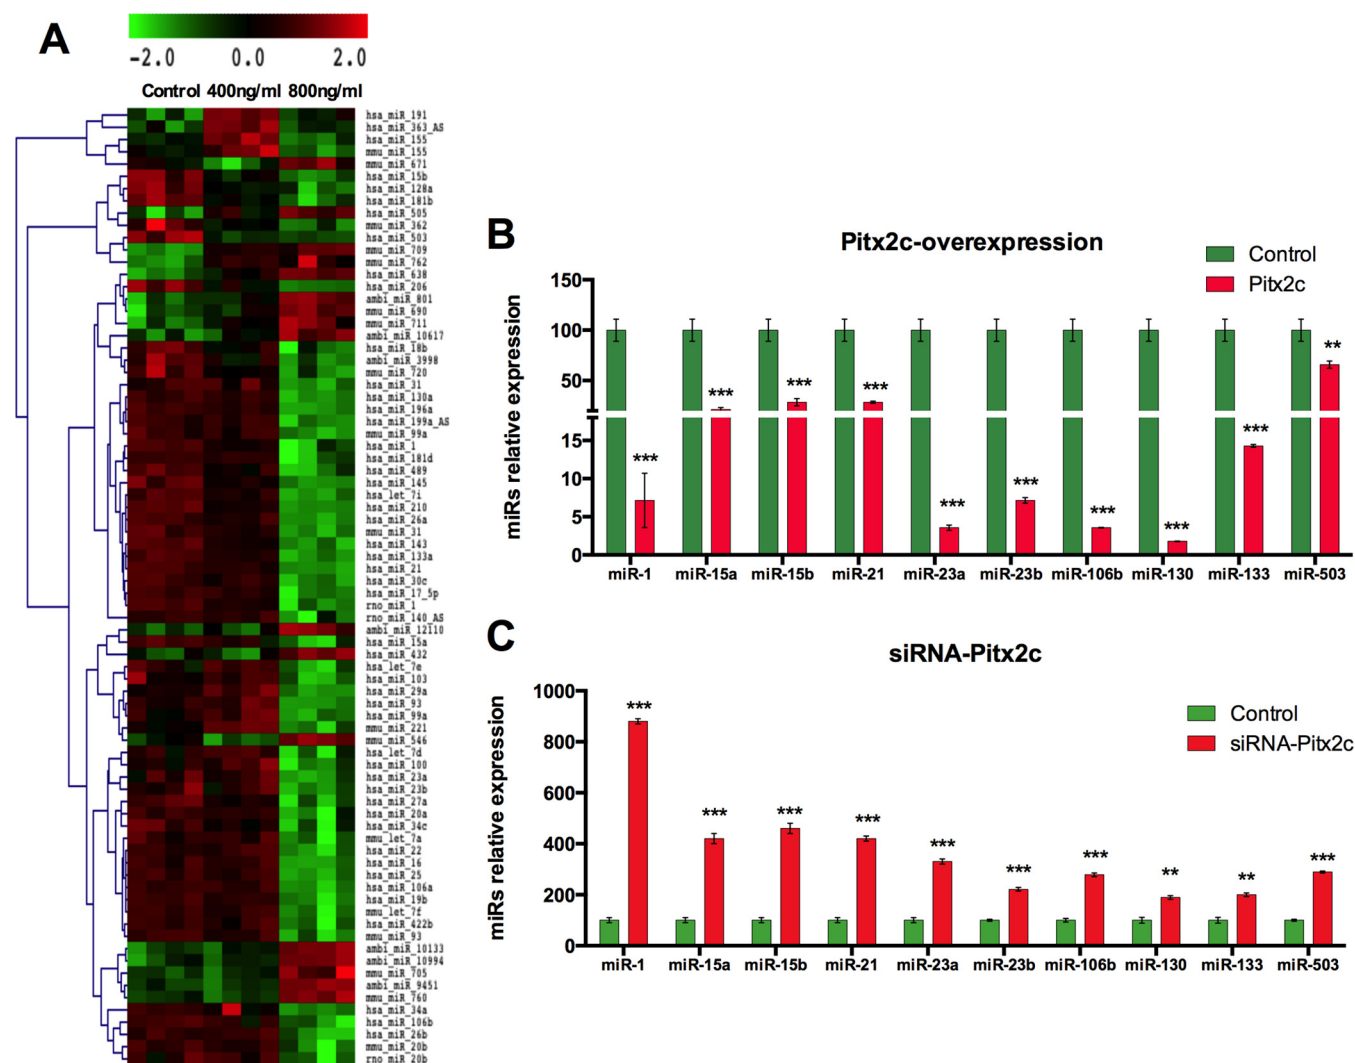 A
-2.0 0.0 2.0
Control 400ng/ml 800ng/ml
hsa_miR_191
hsa_miR_363_AS
hsa_miR_155
mmu_miR_155
mmu_miR_671
hsa_miR_15b
hsa_miR_128a
hsa_miR_181b
hsa_miR_505
mmu_miR_362
hsa_miR_503
mmu_miR_709
mmu_miR_762
hsa_miR_638
hsa_miR_206
ambi_miR_801
mmu_miR_690
mmu_miR_711
ambi_miR_10617
hsa_miR_18b
ambi_miR_3998
mmu_miR_720
hsa_miR_31
hsa_miR_130a
hsa_miR_196a
hsa_miR_199a_AS
mmu_miR_99a
hsa_miR_1
hsa_miR_181d
hsa_miR_489
hsa_miR_145
hsa_let_7i
hsa_miR_210
hsa_miR_26a
mmu_miR_31
hsa_miR_143
hsa_miR_133a
hsa_miR_21
hsa_miR_30c
hsa_miR_17_5p
rno_miR_1
rno_miR_140_AS
ambi_miR_12110
hsa_miR_15a
hsa_miR_432
hsa_let_7e
hsa_miR_103
hsa_miR_29a
hsa_miR_93
hsa_miR_99a
mmu_miR_221
mmu_miR_546
hsa_let_7d
hsa_miR_100
hsa_miR_23a
hsa_miR_23b
hsa_miR_27a
hsa_miR_20a
hsa_miR_34c
mmu_let_7a
hsa_miR_22
hsa_miR_16
hsa_miR_25
hsa_miR_106a
hsa_miR_19b
mmu_let_7f
hsa_miR_422b
mmu_miR_93
ambi_miR_10133
ambi_miR_10994
mmu_miR_705
ambi_miR_9451
mmu_miR_760
hsa_miR_34a
hsa_miR_106b
hsa_miR_26b
mmu_miR_20b
rno_miR_20b
B
Pitx2c-overexpression
Control
Pitx2c
miRs relative expression
150
100
50
15
10
5
0
*** *** *** *** *** *** *** *** *** **
miR-1 miR-15a miR-15b miR-21 miR-23a miR-23b miR-106b miR-130 miR-133 miR-503
C
siRNA-Pitx2c
Control
siRNA-Pitx2c
miRs relative expression
1000
800
600
400
200
0
*** *** *** *** *** *** *** ** ** ***
miR-1 miR-15a miR-15b miR-21 miR-23a miR-23b miR-106b miR-130 miR-133 miR-503